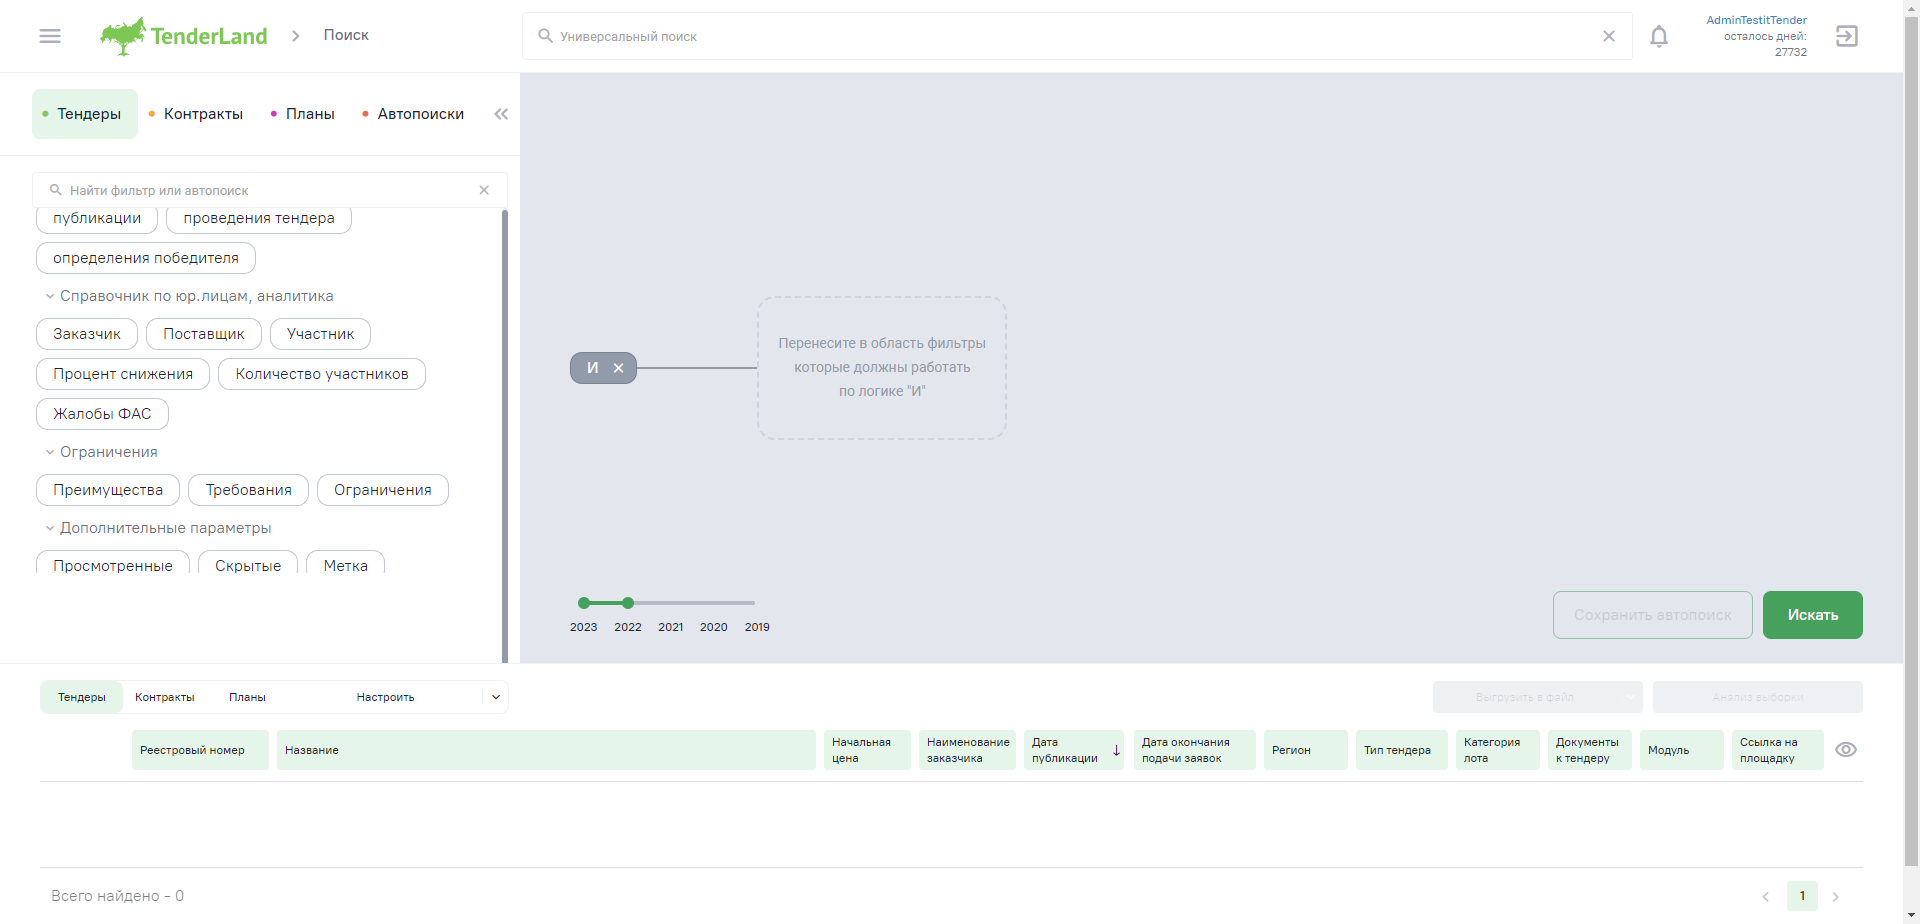 TenderLand
Поиск
Универсальный поиск
AdminTestitTender
осталось дней:
27732
Тендеры
Контракты
Планы
Автопоиски
Найти фильтр или автопоиск
публикации
проведения тендера
определения победителя
Справочник по юр.лицам, аналитика
Заказчик
Поставщик
Участник
Процент снижения
Количество участников
Жалобы ФАС
Ограничения
Преимущества
Требования
Ограничения
Дополнительные параметры
Просмотренные
Скрытые
Метка
И
Перенесите в область фильтры
которые должны работать
по логике "И"
2023 2022 2021 2020 2019
Сохранить автопоиск
Искать
Тендеры
Контракты
Планы
Настроить
Выгрузить в файл
Анализ выборки
Реестровый номер
Название
Начальная
цена
Наименование
заказчика
Дата
публикации
Дата окончания
подачи заявок
Регион
Тип тендера
Категория
лота
Документы
к тендеру
Модуль
Ссылка на
площадку
Всего найдено - 0
1